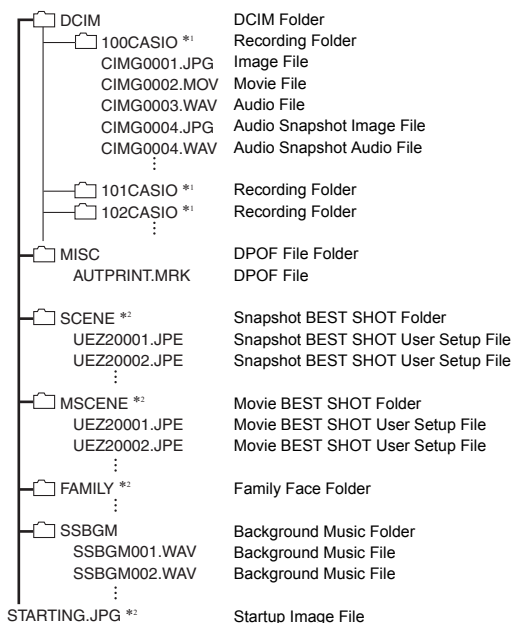 DCIM DCIM Folder
100CASIO *1 Recording Folder
CIMG0001.JPG Image File
CIMG0002.MOV Movie File
CIMG0003.WAV Audio File
CIMG0004.JPG Audio Snapshot Image File
CIMG0004.WAV Audio Snapshot Audio File
101CASIO *1 Recording Folder
102CASIO *1 Recording Folder
MISC DPOF File Folder
AUTPRINT.MRK DPOF File
SCENE *2 Snapshot BEST SHOT Folder
UEZ20001.JPE Snapshot BEST SHOT User Setup File
UEZ20002.JPE Snapshot BEST SHOT User Setup File
MSCENE *2 Movie BEST SHOT Folder
UEZ20001.JPE Movie BEST SHOT User Setup File
UEZ20002.JPE Movie BEST SHOT User Setup File
FAMILY *2 Family Face Folder
SSBGM Background Music Folder
SSBGM001.WAV Background Music File
SSBGM002.WAV Background Music File
STARTING.JPG *2 Startup Image File